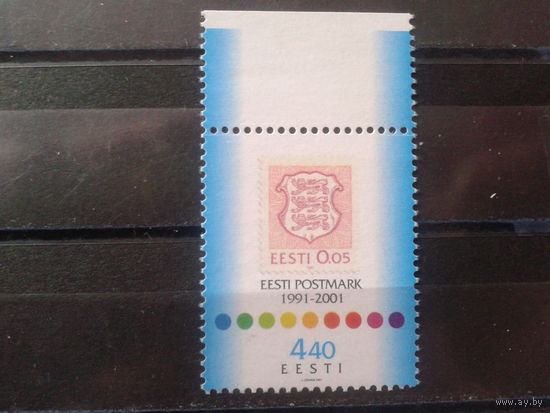 EESTI 0.05
EESTI POSTMARK
1991-2001
4.40
EESTI
www.ay.by